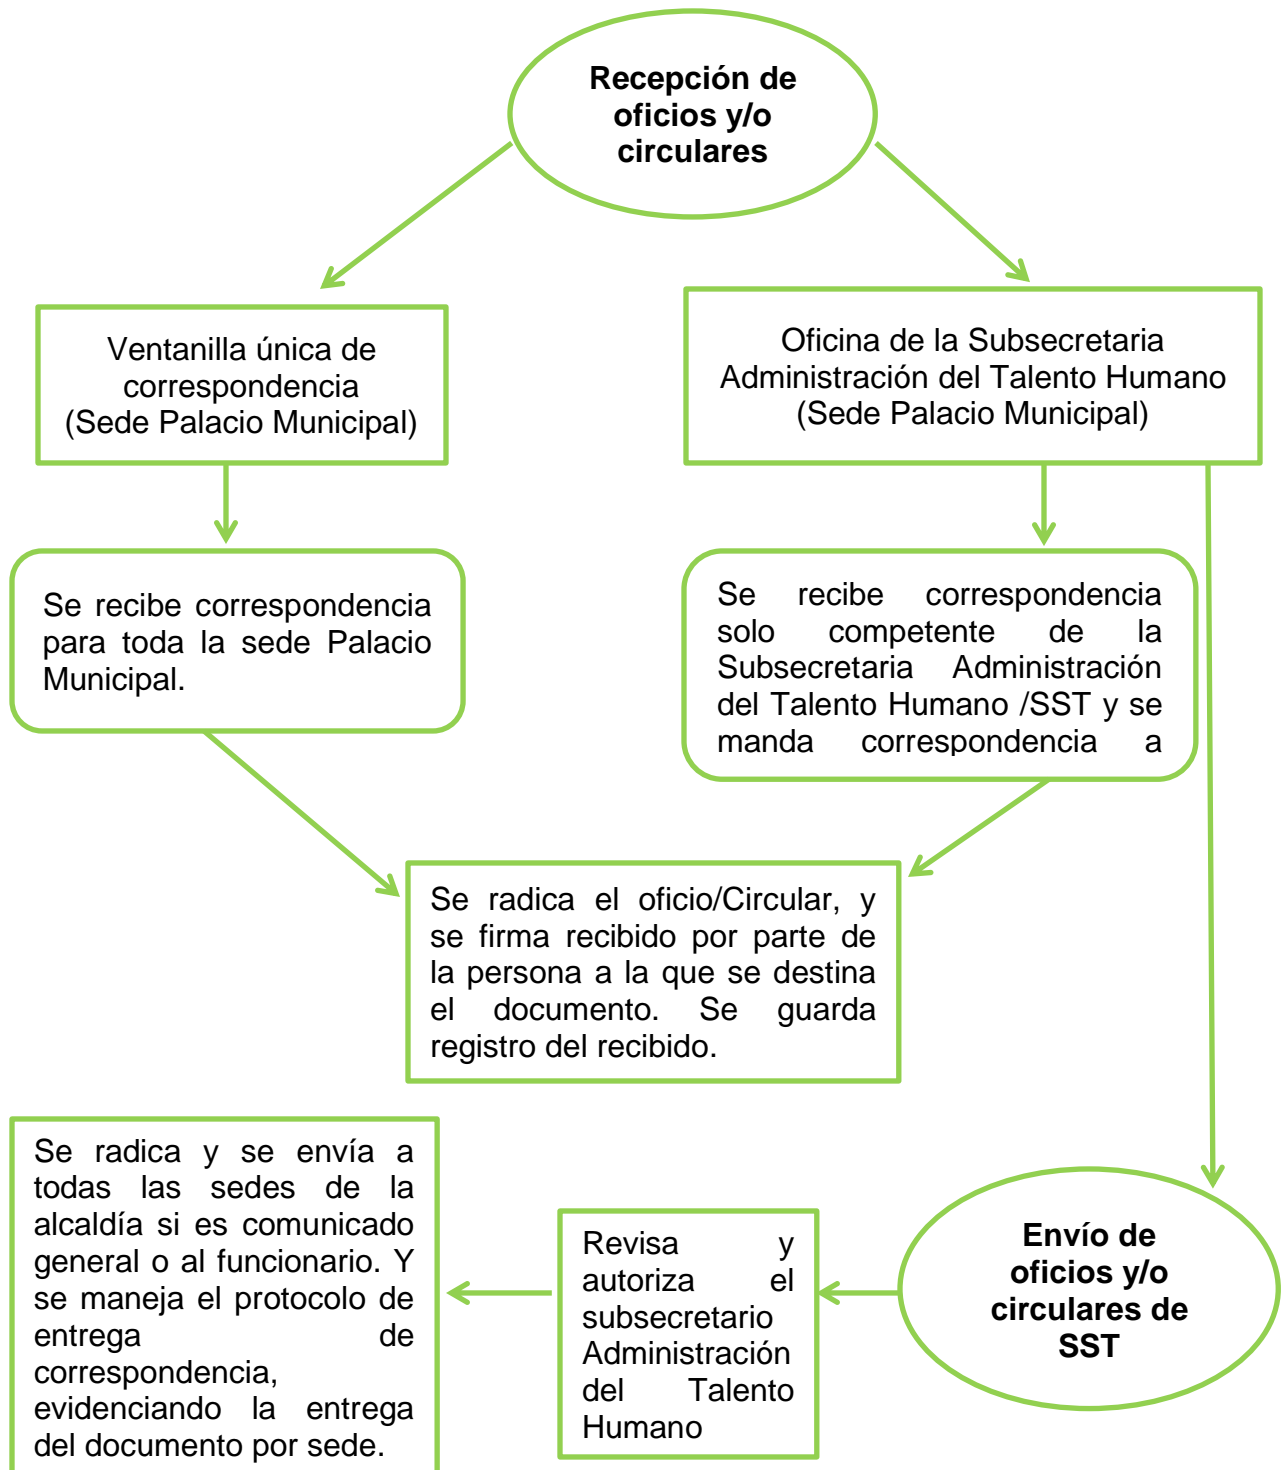 Recepción de
oficios y/o
circulares
Ventanilla única de
correspondencia
(Sede Palacio Municipal)
Oficina de la Subsecretaria
Administración del Talento Humano
(Sede Palacio Municipal)
Se recibe correspondencia
para toda la sede Palacio
Municipal.
Se recibe correspondencia
solo competente de la
Subsecretaria Administración
del Talento Humano /SST y se
manda correspondencia a
Se radica el oficio/Circular, y
se firma recibido por parte de
la persona a la que se destina
el documento. Se guarda
registro del recibido.
Se radica y se envía a
todas las sedes de la
alcaldía si es comunicado
general o al funcionario. Y
se maneja el protocolo de
entrega de
correspondencia,
evidenciando la entrega
del documento por sede.
Revisa y
autoriza el
subsecretario
Administración
del Talento
Humano
Envío de
oficios y/o
circulares de
SST